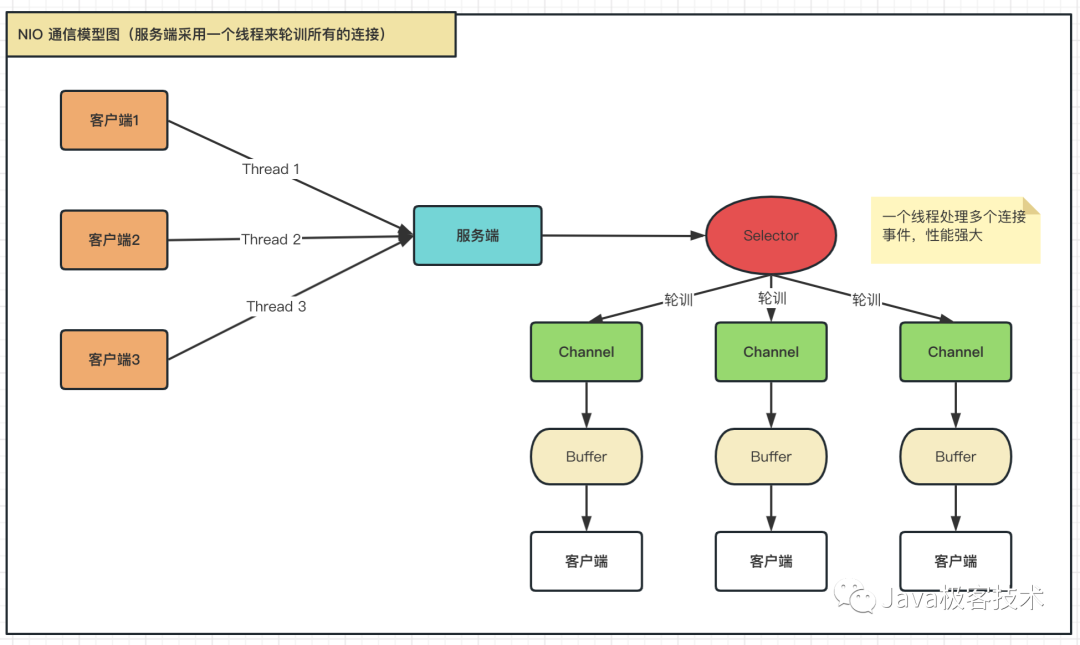 NIO 通信模型图（服务端采用一个线程来轮训所有的连接）
客户端1
Thread 1
客户端2
Thread 2
客户端3
Thread 3
服务端
Selector
一个线程处理多个连接
事件，性能强大
轮训
轮训
轮训
Channel
Channel
Channel
Buffer
Buffer
Buffer
客户端
客户端
客户端
Java极客技术